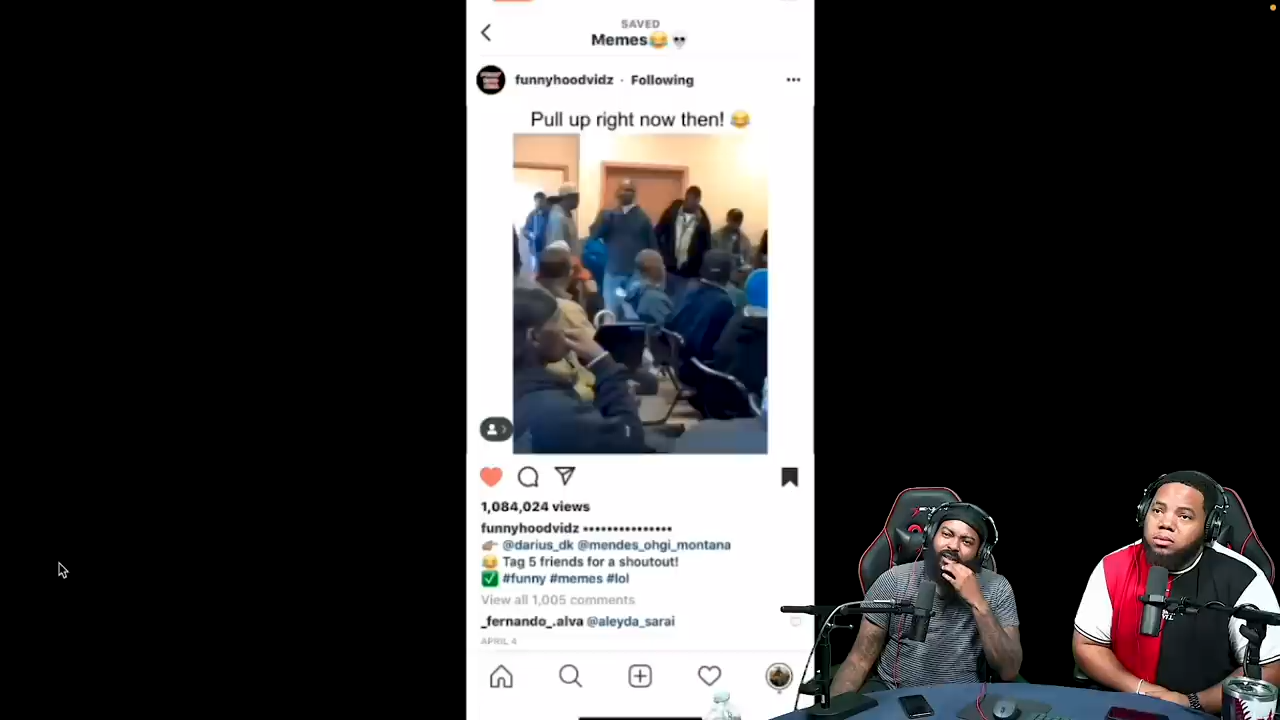 SAVED
Memes😂💀
funnyhoodvidz · Following
Pull up right now then! 😂
1,084,024 views
funnyhoodvidz •••••••••••••••
👉🏽 @darius_dk @mendes_ohgi_montana
😂 Tag 5 friends for a shoutout!
✅ #funny #memes #lol
View all 1,005 comments
_fernando_.alva @aleyda_sarai
APRIL 4